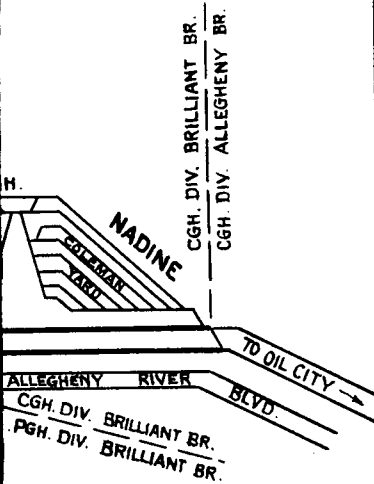 CGH. DIV. BRILLIANT BR.
CGH. DIV. ALLEGHENY BR.
H.
NADINE
COLEMAN
YARD
TO OIL CITY
ALLEGHENY RIVER BLVD.
CGH. DIV. BRILLIANT BR.
PGH. DIV. BRILLIANT BR.